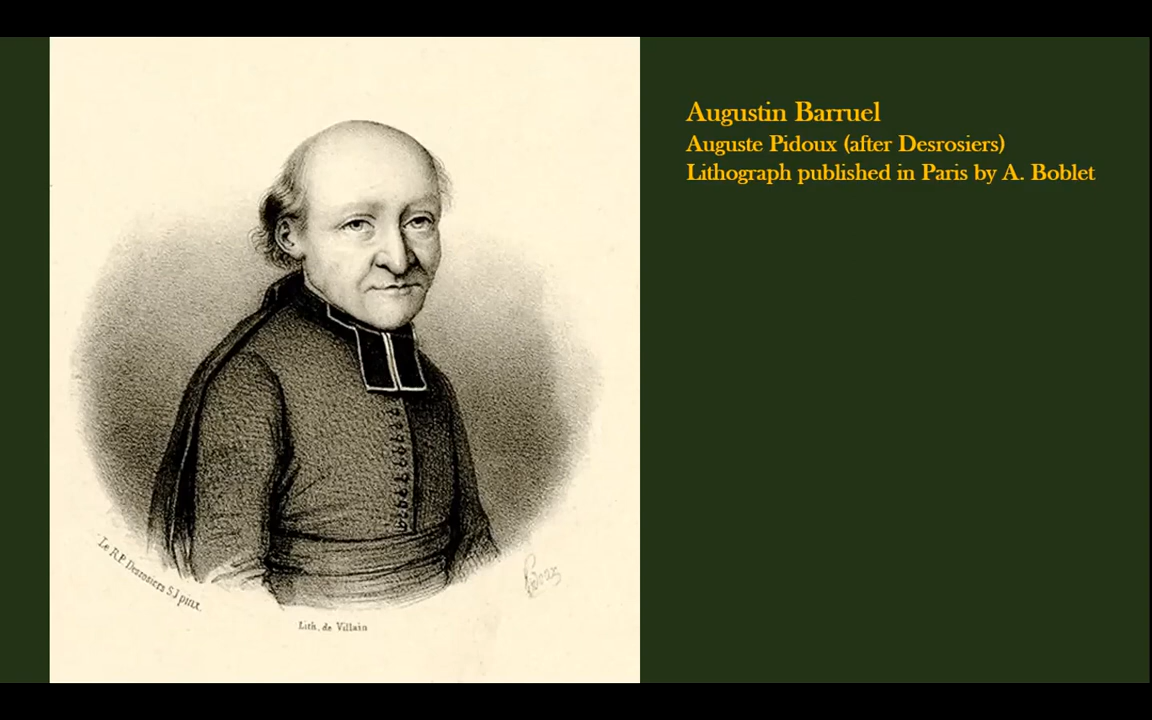 Augustin Barruel
Auguste Pidoux (after Desrosiers)
Lithograph published in Paris by A. Boblet
Le R.P. Desrosiers S.J pinx.
Lith. de Villain